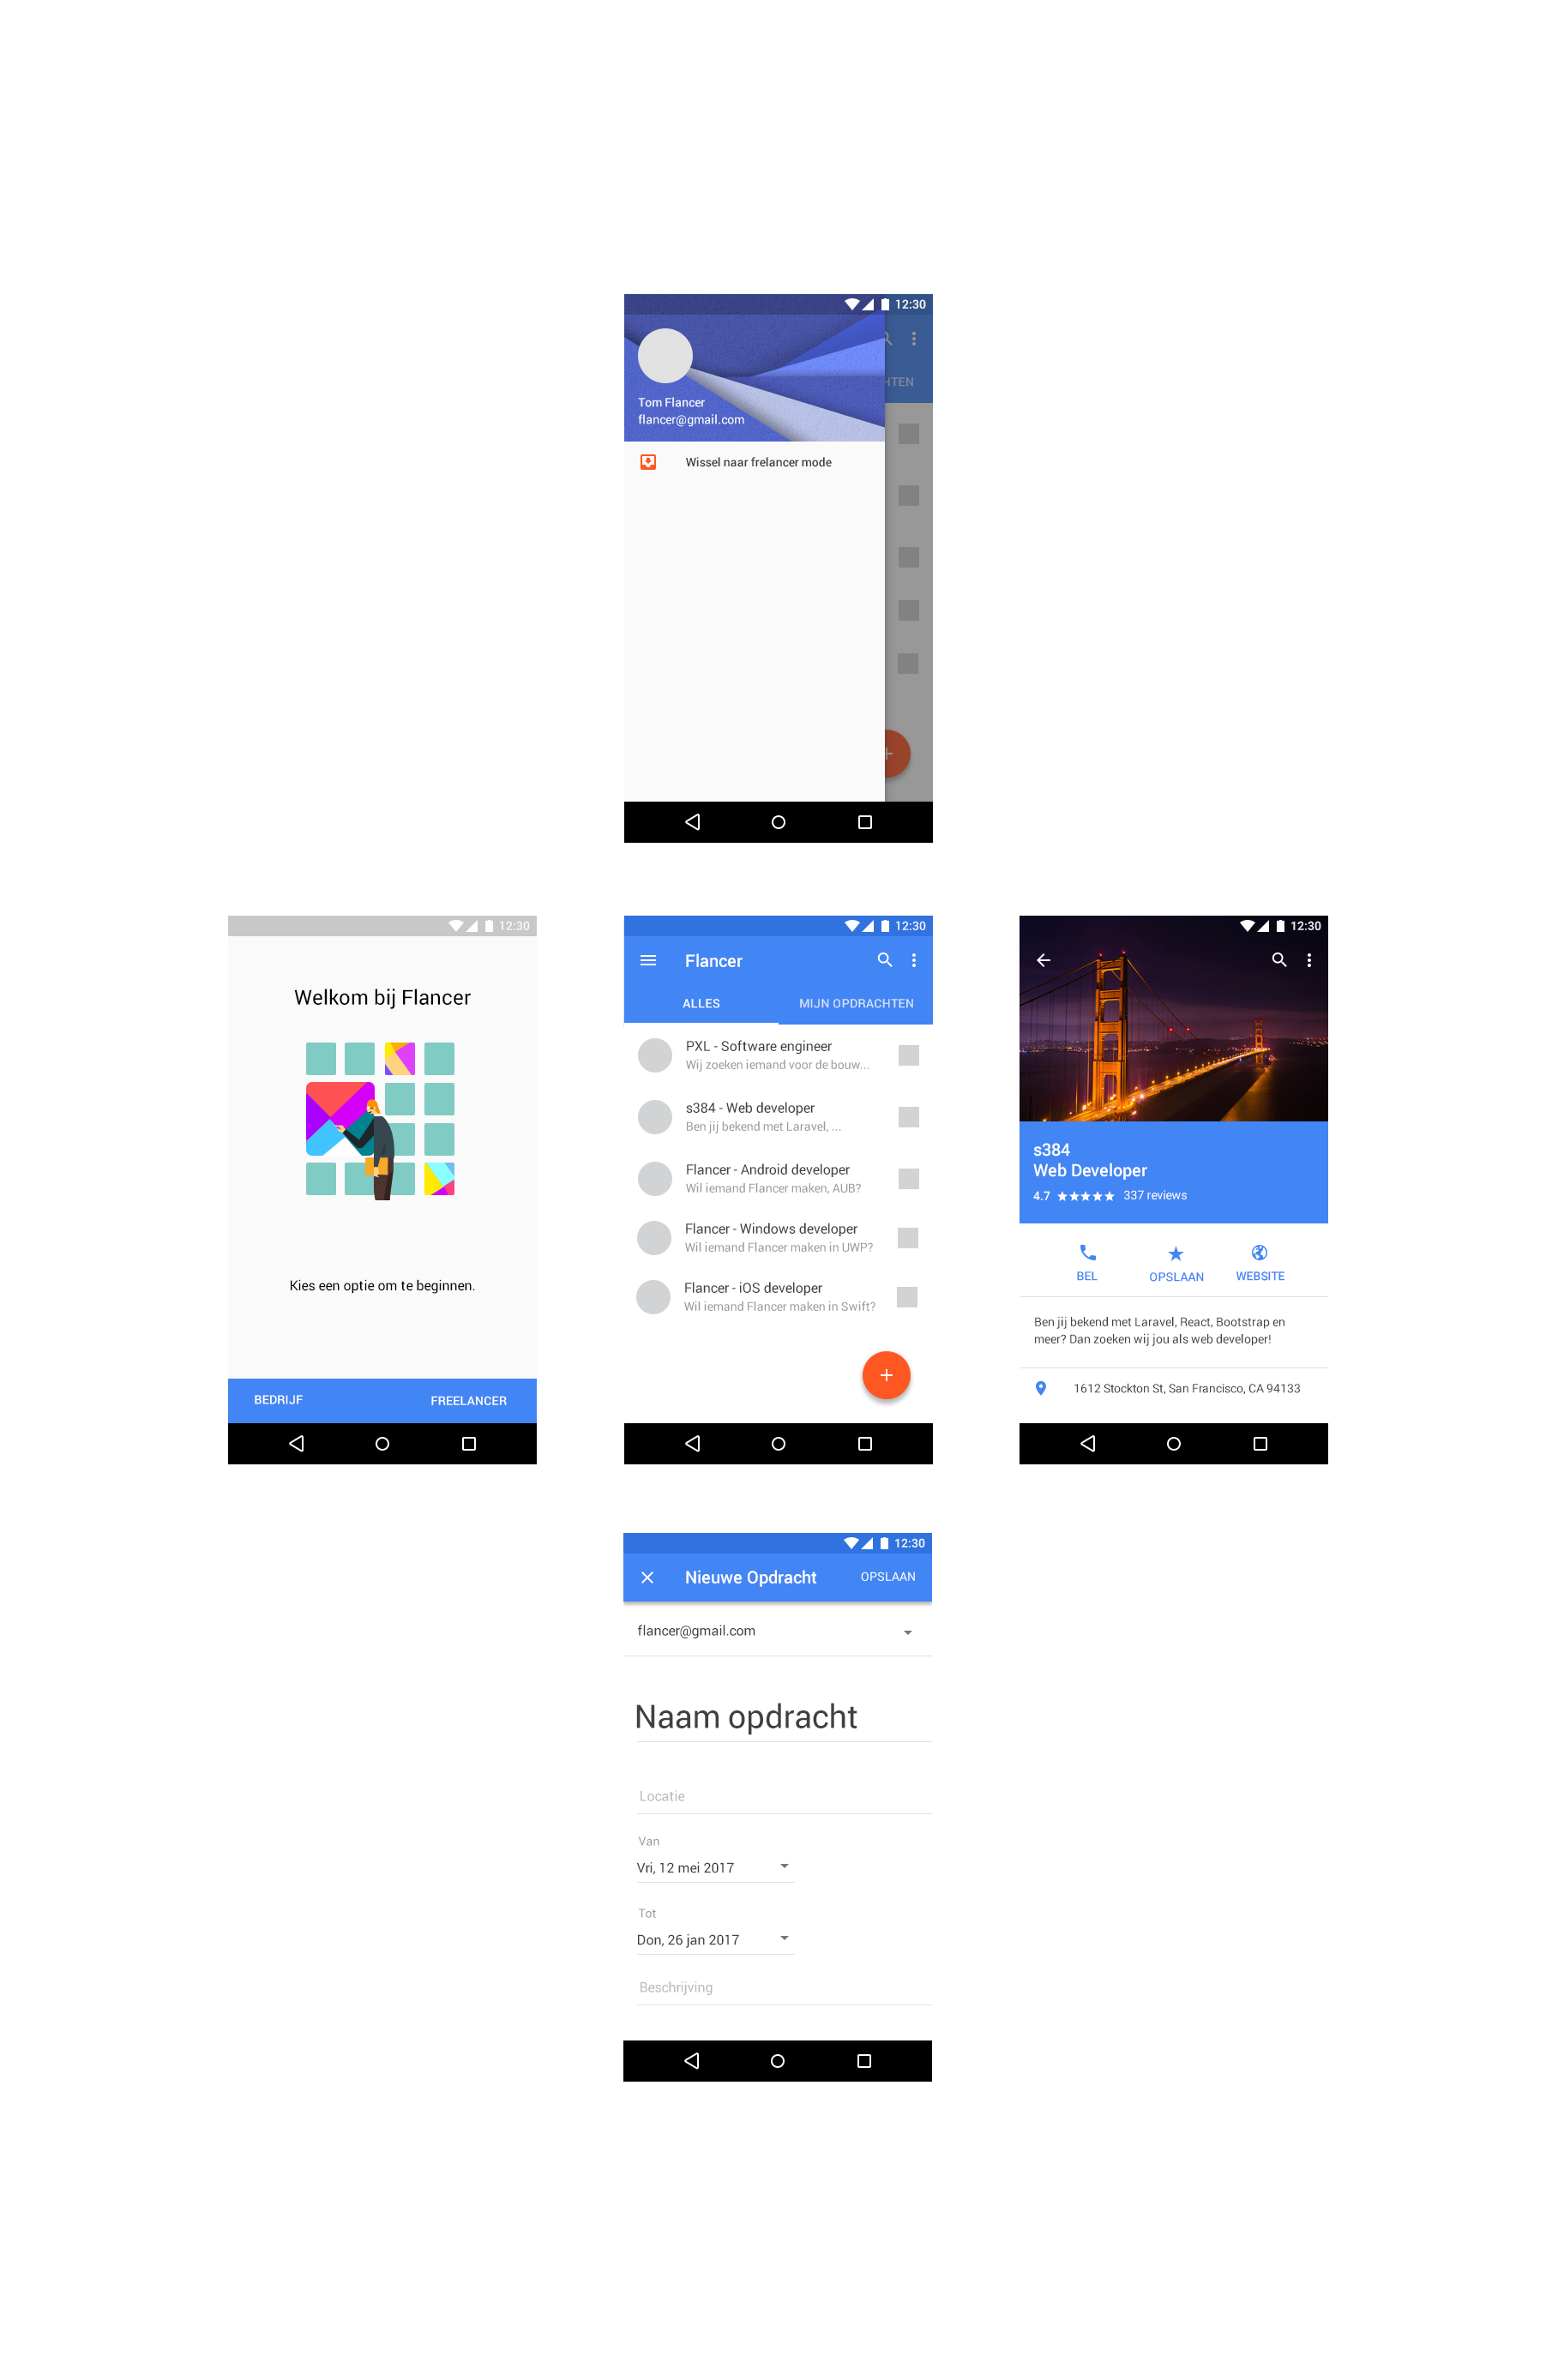 12:30
HTEN
Tom Flancer
flancer@gmail.com
Wissel naar frelancer mode
12:30
Welkom bij Flancer
Kies een optie om te beginnen.
BEDRIJF
FREELANCER
12:30
Flancer
ALLES
MIJN OPDRACHTEN
PXL - Software engineer
Wij zoeken iemand voor de bouw...
s384 - Web developer
Ben jij bekend met Laravel, ...
Flancer - Android developer
Wil iemand Flancer maken, AUB?
Flancer - Windows developer
Wil iemand Flancer maken in UWP?
Flancer - iOS developer
Wil iemand Flancer maken in Swift?
12:30
s384
Web Developer
4.7 337 reviews
BEL
OPSLAAN
WEBSITE
Ben jij bekend met Laravel, React, Bootstrap en
meer? Dan zoeken wij jou als web developer!
1612 Stockton St, San Francisco, CA 94133
12:30
Nieuwe Opdracht
OPSLAAN
flancer@gmail.com
Naam opdracht
Locatie
Van
Vri, 12 mei 2017
Tot
Don, 26 jan 2017
Beschrijving